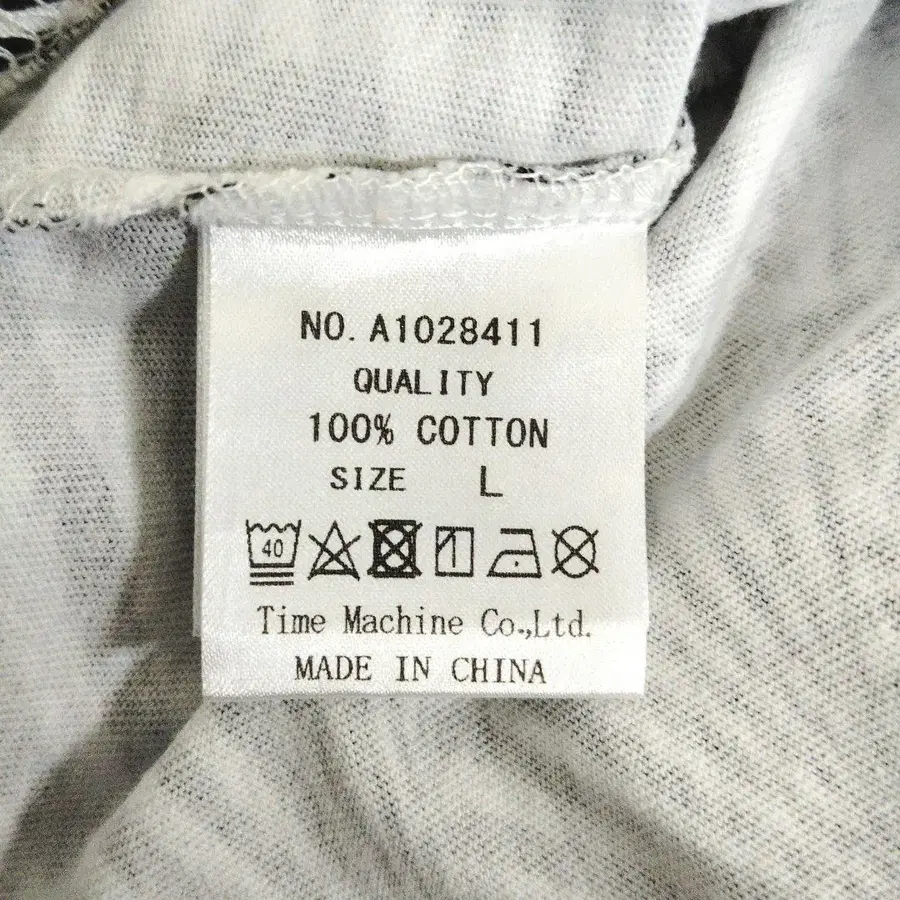 NO. A1028411
QUALITY
100% COTTON
SIZE L
40
Time Machine Co.,Ltd.
MADE IN CHINA